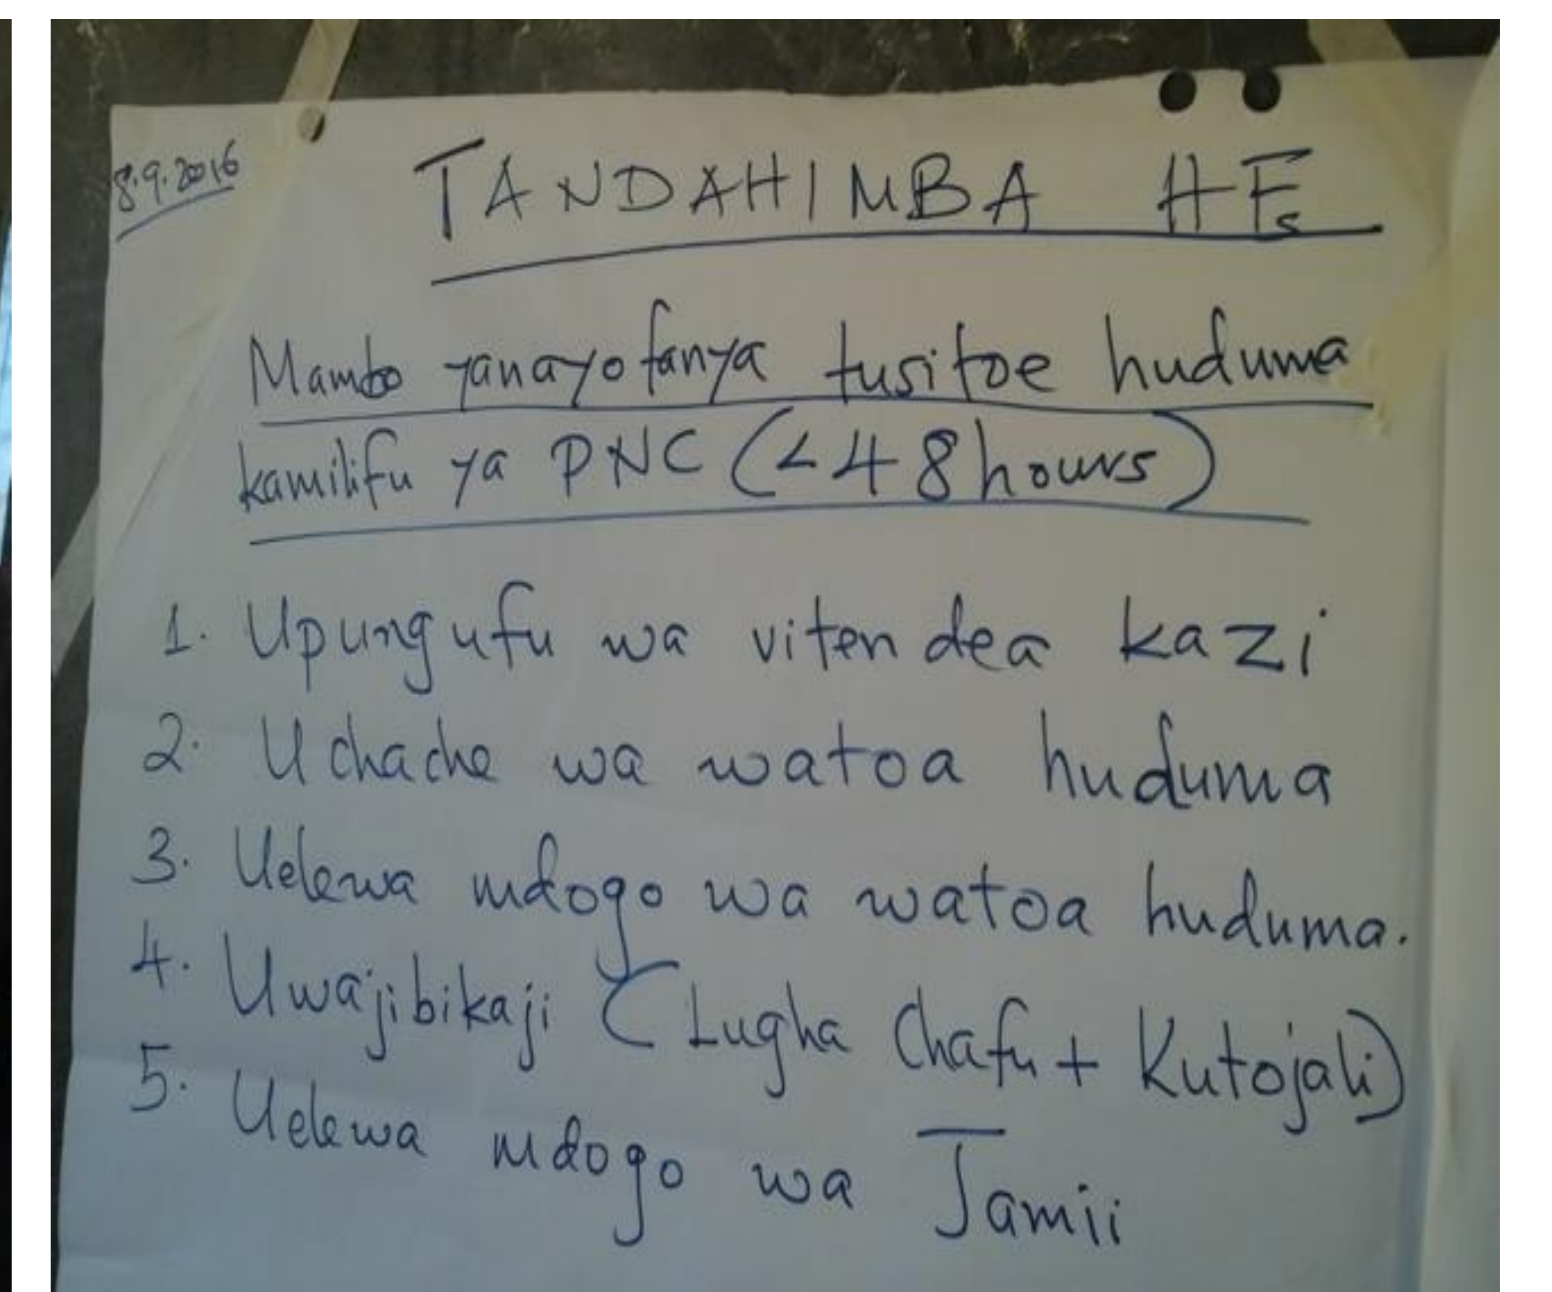 8.9.2016
TANDAHIMBA HFs
Mambo yanayofanya tusitoe huduma
kamilifu ya PNC (<48hours)
1. Upungufu wa vitendea kazi
2. Uchache wa watoa huduma
3. Uelewa mdogo wa watoa huduma.
4. Uwajibikaji (Lugha Chafu + Kutojali)
5. Uelewa mdogo wa Jamii